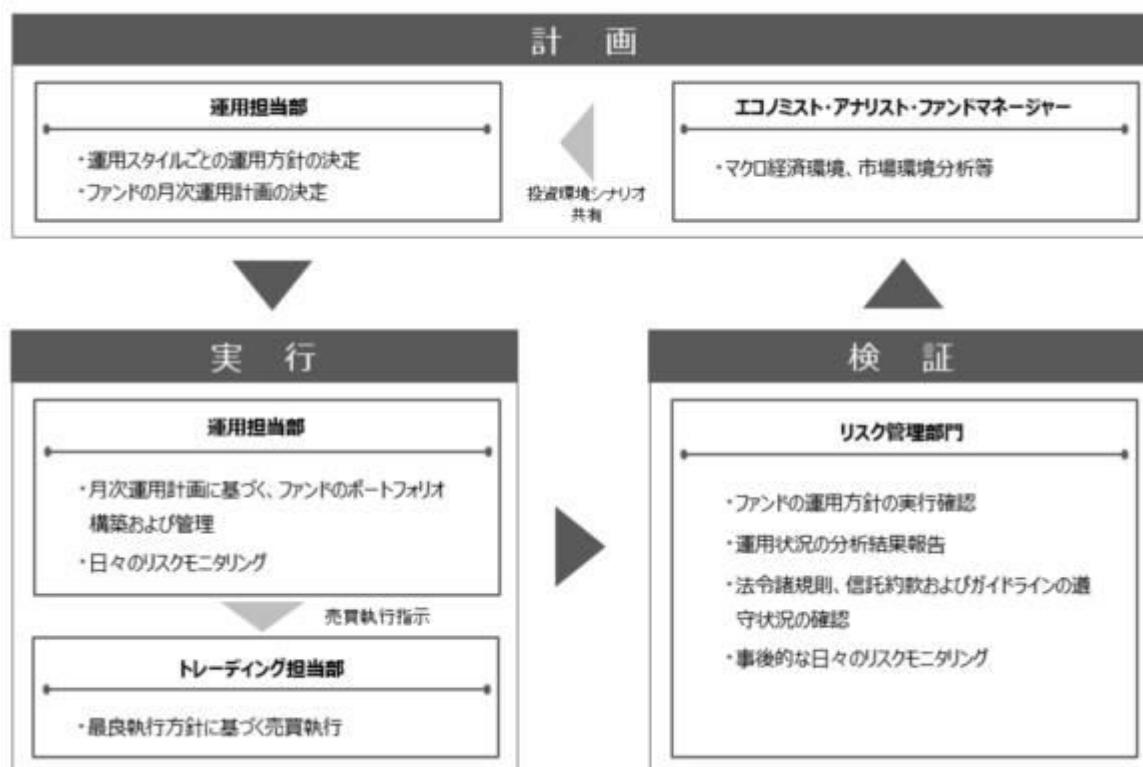 計 画
運用担当部
・運用スタイルごとの運用方針の決定
・ファンドの月次運用計画の決定
投資環境シナリオ
共有
エコノミスト・アナリスト・ファンドマネージャー
・マクロ経済環境、市場環境分析等
実 行
運用担当部
・月次運用計画に基づく、ファンドのポートフォリオ
構築および管理
・日々のリスクモニタリング
売買執行指示
トレーディング担当部
・最良執行方針に基づく売買執行
検 証
リスク管理部門
・ファンドの運用方針の実行確認
・運用状況の分析結果報告
・法令諸規則、信託約款およびガイドラインの遵
守状況の確認
・事後的な日々のリスクモニタリング